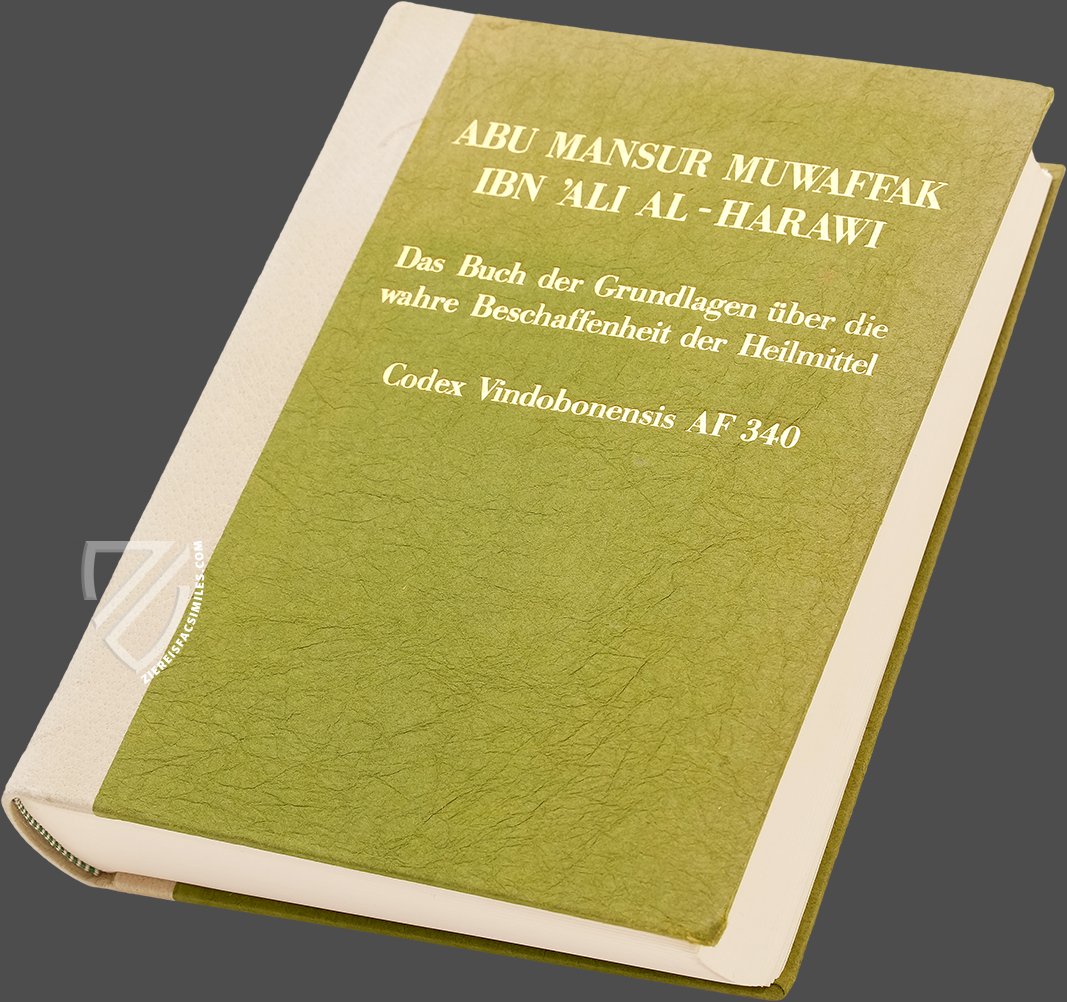 ABU MANSUR MUWAFFAK
IBN ’ALI AL-HARAWI
Das Buch der Grundlagen über die
wahre Beschaffenheit der Heilmittel
Codex Vindobonensis AF 340
ZIEREISFACSIMILES.COM